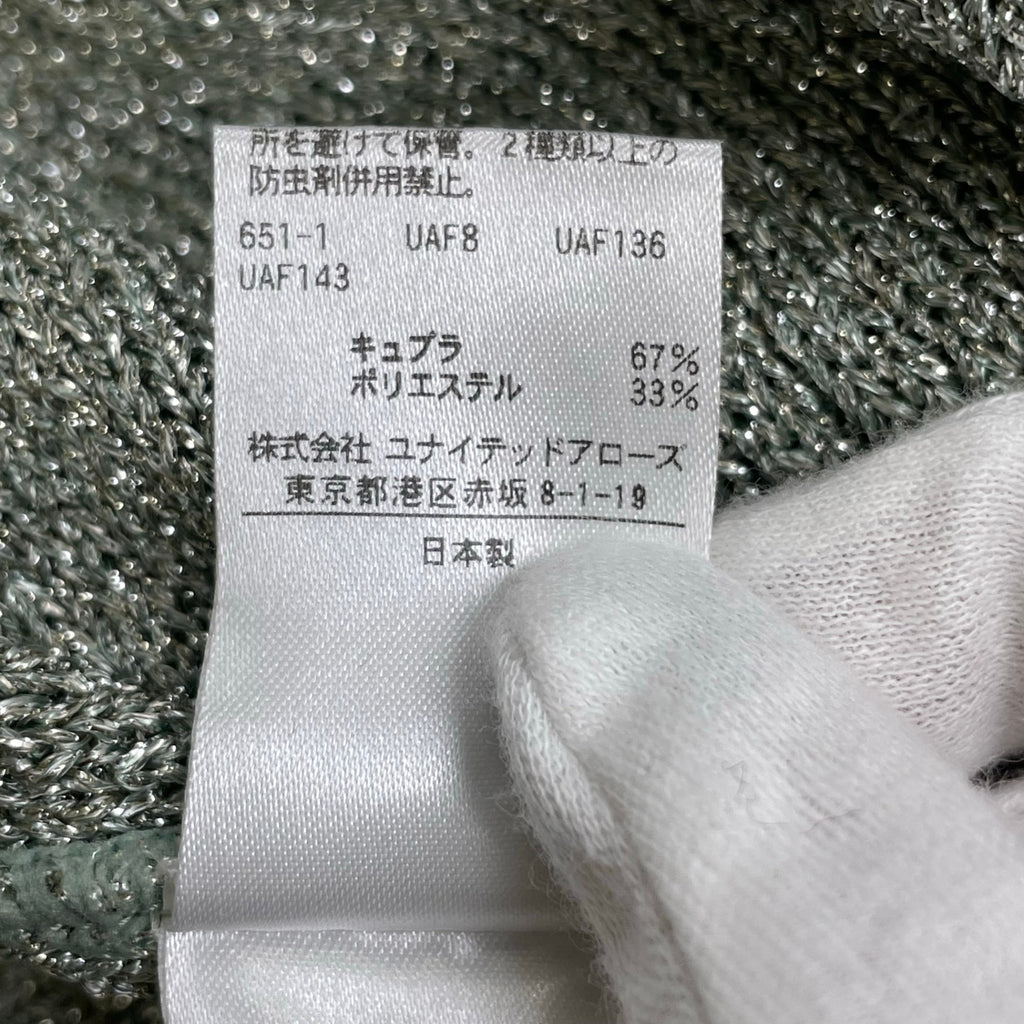 所を避けて保管。2種類以上の
防虫剤併用禁止。
651-1 UAF8 UAF136
UAF143
キュプラ 67%
ポリエステル 33%
株式会社 ユナイテッドアローズ
東京都港区赤坂 8-1-19
日本製